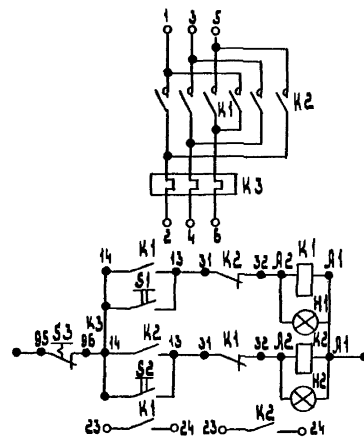 1 3 5
K1 K2
K3
2 4 6
K1
14 13 31 K2 32 A2 K1 A1
S1 H1
95 S3 96 K3 14 K2 13 31 K1 32 A2 K2 A1
S2 H2
23 K1 24 23 K2 24